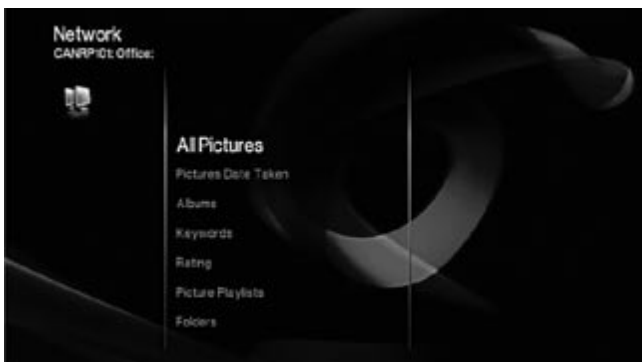 Network
CANRP101: Office:
All Pictures
Pictures Date Taken
Albums
Keywords
Rating
Picture Playlists
Folders